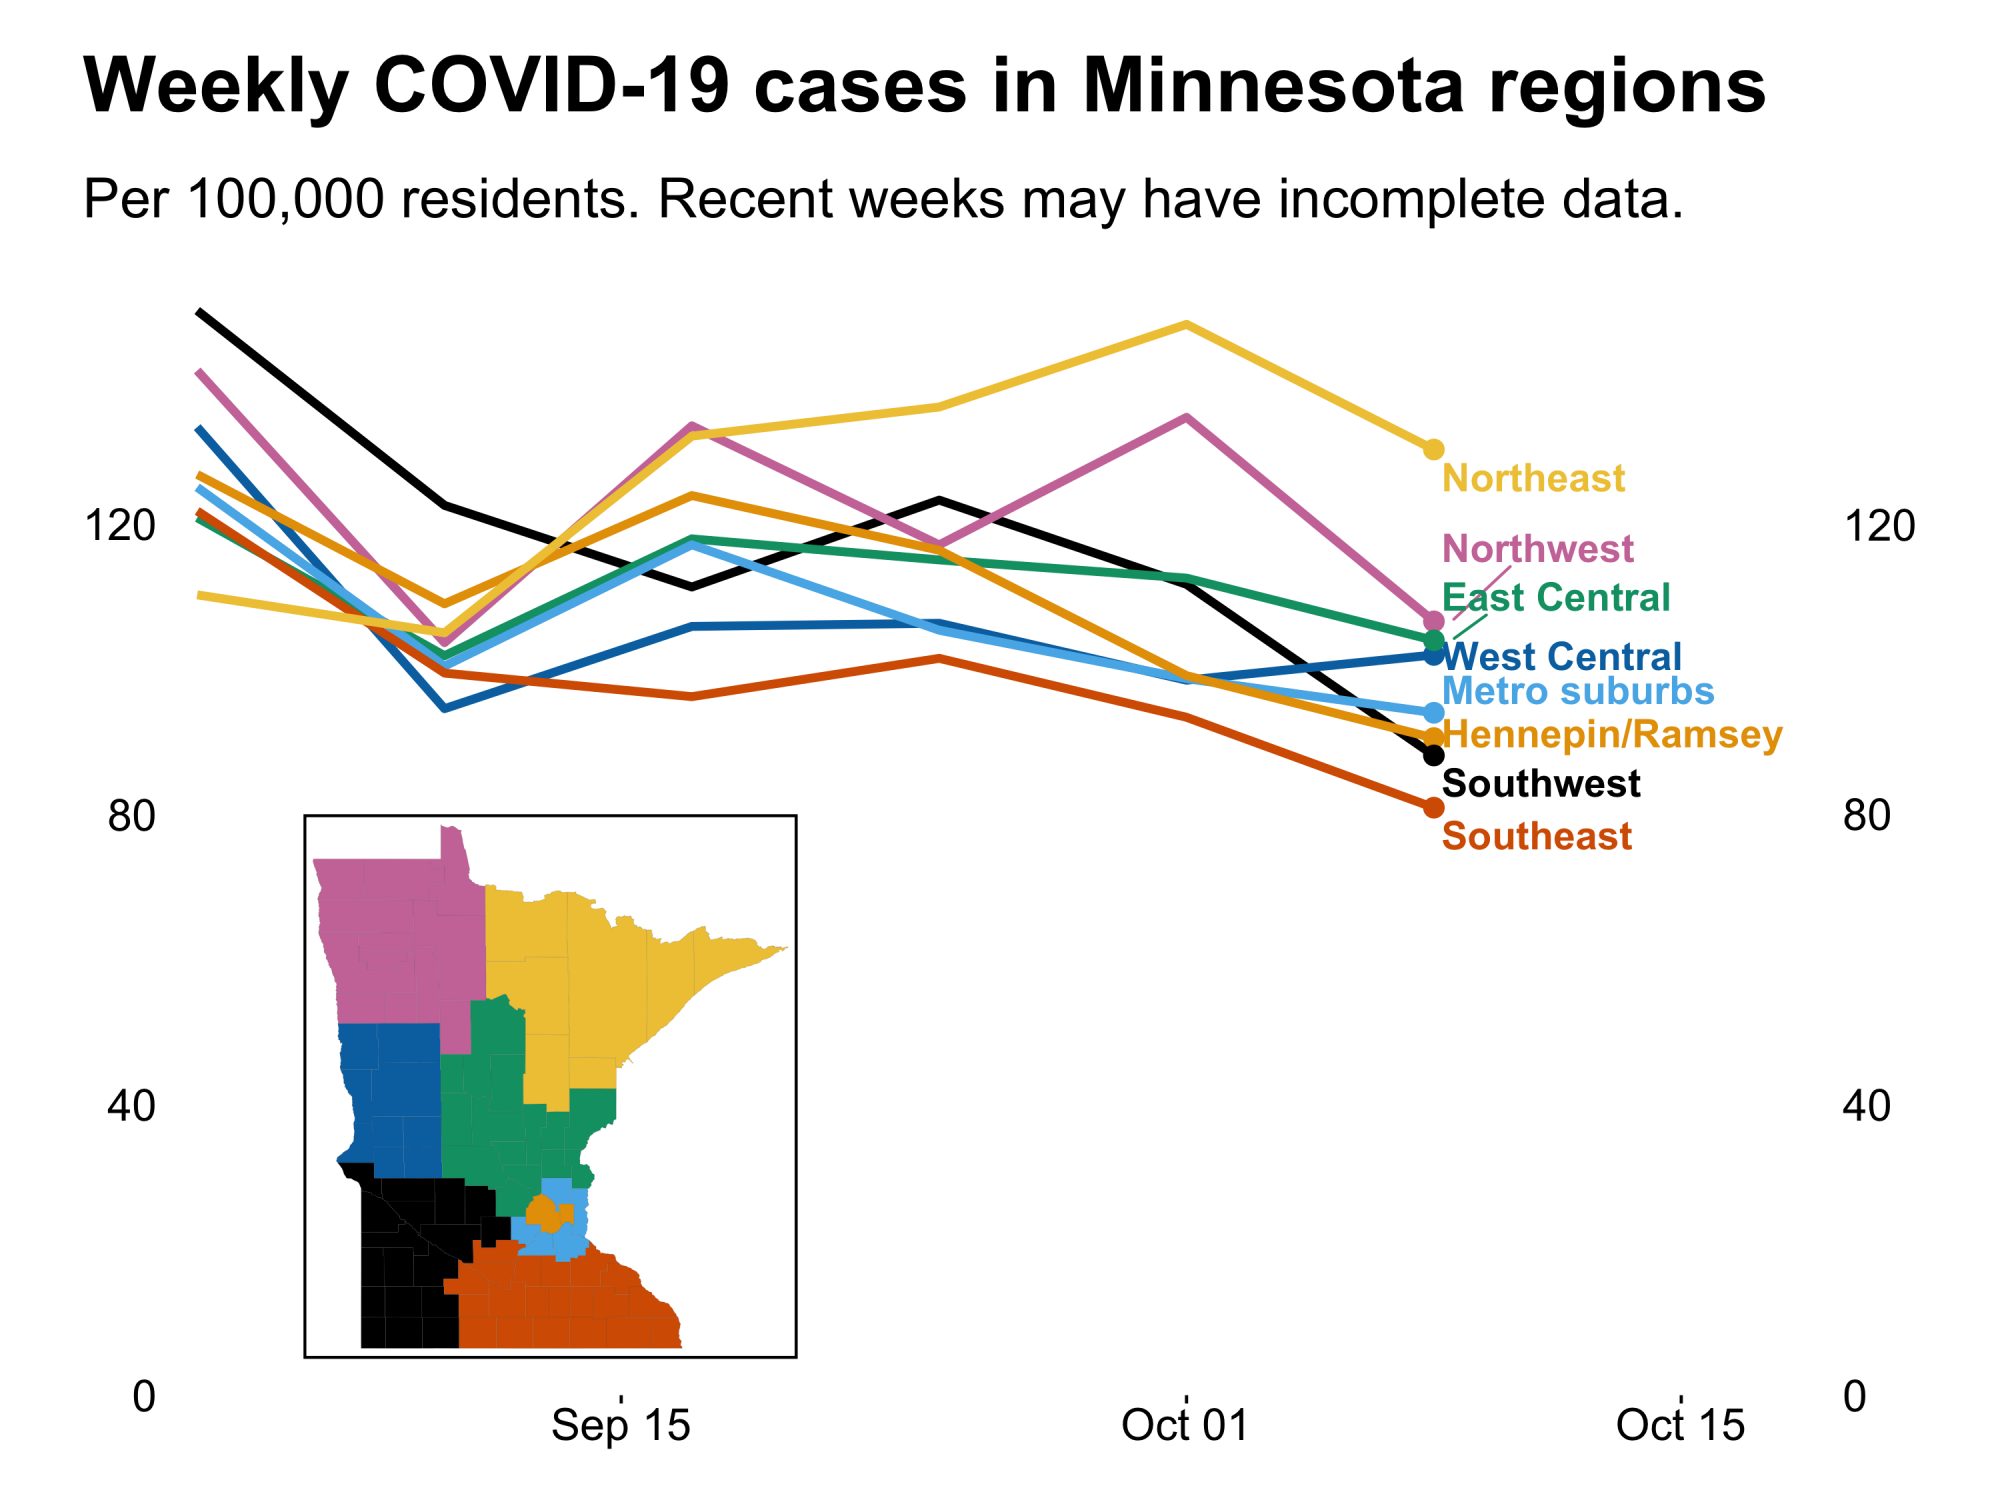 Weekly COVID-19 cases in Minnesota regions
Per 100,000 residents. Recent weeks may have incomplete data.
Northeast
120
120
Northwest
East Central
West Central
Metro suburbs
Hennepin/Ramsey
Southwest
80
80
Southeast
40
40
0
0
Sep 15
Oct 01
Oct 15